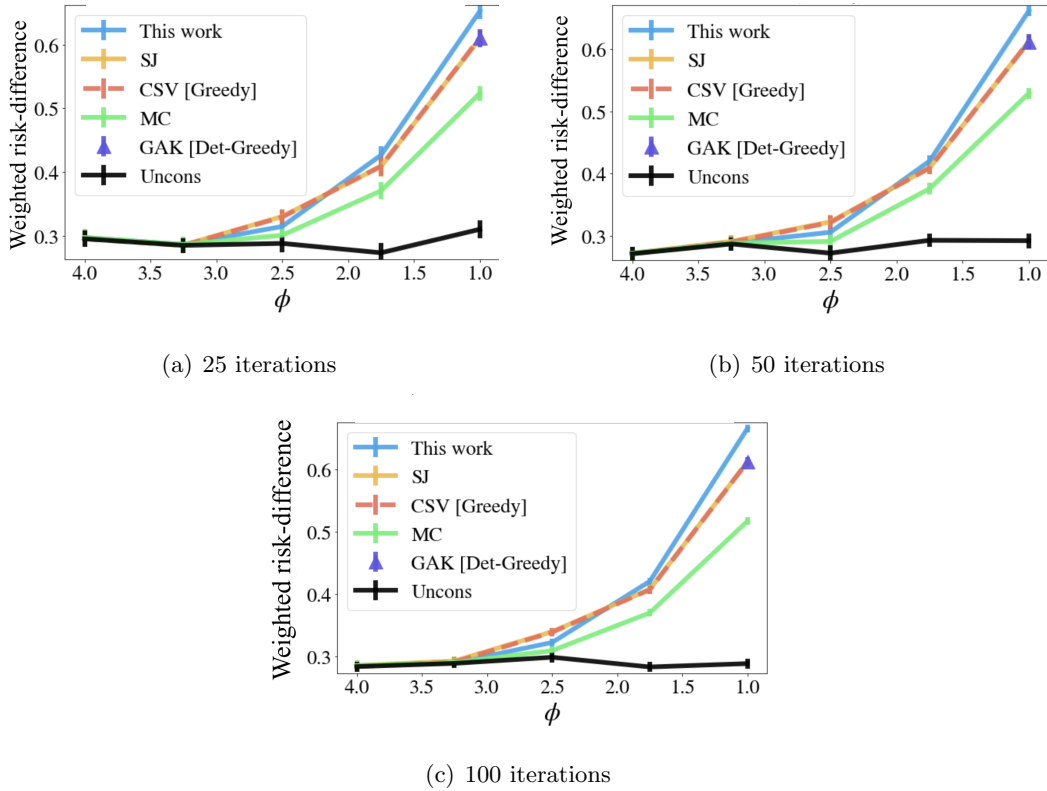 Weighted risk-difference
0.6
0.5
0.4
0.3
This work
SJ
CSV [Greedy]
MC
GAK [Det-Greedy]
Uncons
4.0 3.5 3.0 2.5 2.0 1.5 1.0
ϕ
(a) 25 iterations
Weighted risk-difference
0.6
0.5
0.4
0.3
This work
SJ
CSV [Greedy]
MC
GAK [Det-Greedy]
Uncons
4.0 3.5 3.0 2.5 2.0 1.5 1.0
ϕ
(b) 50 iterations
Weighted risk-difference
0.6
0.5
0.4
0.3
This work
SJ
CSV [Greedy]
MC
GAK [Det-Greedy]
Uncons
4.0 3.5 3.0 2.5 2.0 1.5 1.0
ϕ
(c) 100 iterations